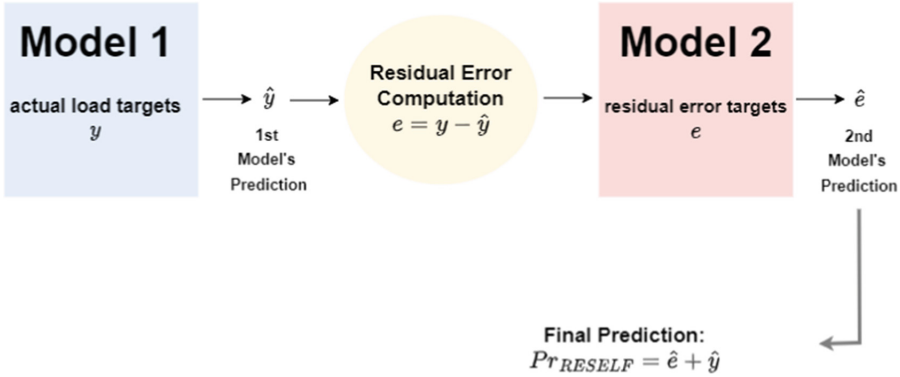 Model 1
actual load targets
y
ŷ
1st
Model's
Prediction
Residual Error
Computation
e = y − ŷ
Model 2
residual error targets
e
ê
2nd
Model's
Prediction
Final Prediction:
Pr_RESELF = ê + ŷ